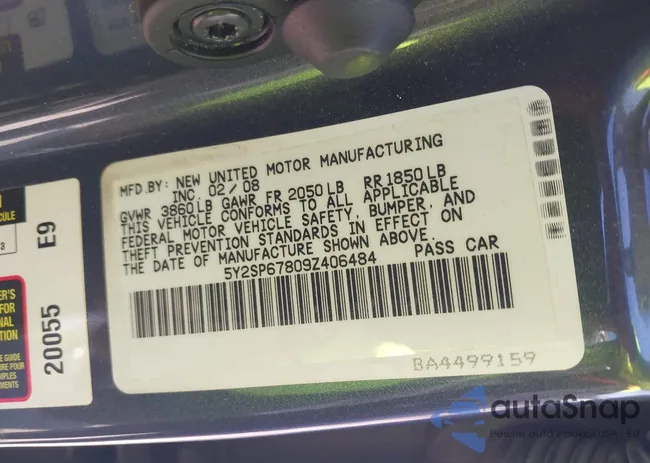 MFD.BY: NEW UNITED MOTOR MANUFACTURING
INC. 02/08
GVWR 3860LB GAWR FR 2050LB RR 1850LB
THIS VEHICLE CONFORMS TO ALL APPLICABLE
FEDERAL MOTOR VEHICLE SAFETY, BUMPER, AND
THEFT PREVENTION STANDARDS IN EFFECT ON
THE DATE OF MANUFACTURE SHOWN ABOVE.
5Y2SP67809Z406484 PASS CAR
BA4499159
20055 E9
autaSnap